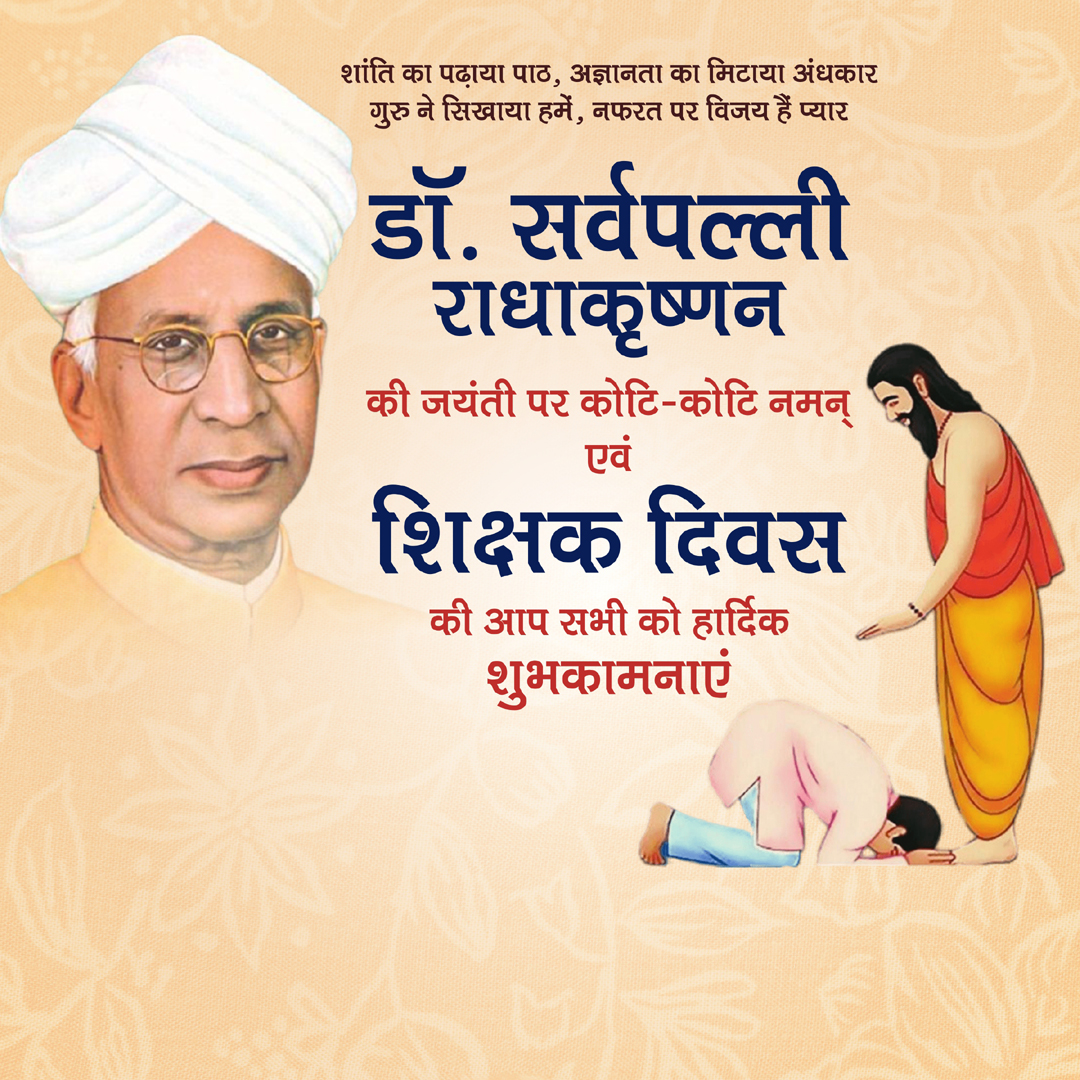 शांति का पढ़ाया पाठ, अज्ञानता का मिटाया अंधकार
गुरु ने सिखाया हमें, नफरत पर विजय हैं प्यार
डॉ. सर्वपल्ली
राधाकृष्णन
की जयंती पर कोटि-कोटि नमन्
एवं
शिक्षक दिवस
की आप सभी को हार्दिक
शुभकामनाएं